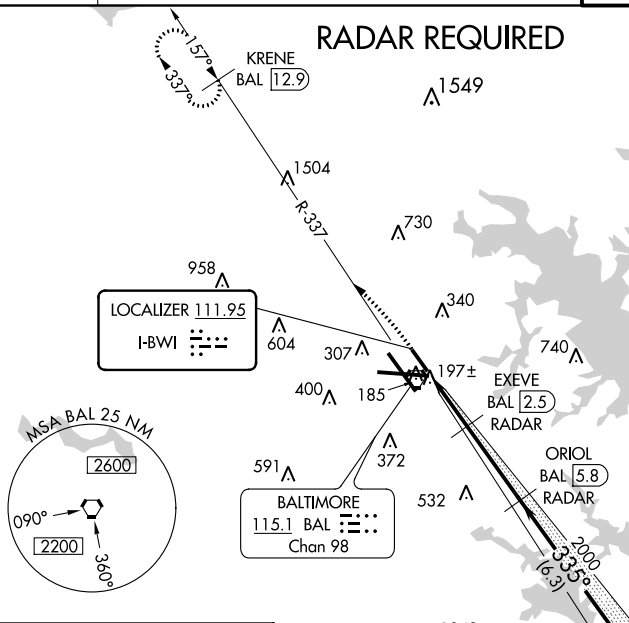 RADAR REQUIRED
157°
337°
KRENE
BAL 12.9
1549
1504
R-337
730
958
LOCALIZER 111.95
I-BWI
604
340
307
740
197±
400
185
EXEVE
BAL 2.5
RADAR
MSA BAL 25 NM
2600
090°
2200
360°
591
372
532
ORIOL
BAL 5.8
RADAR
BALTIMORE
115.1 BAL
Chan 98
2000
335°
(6.3)